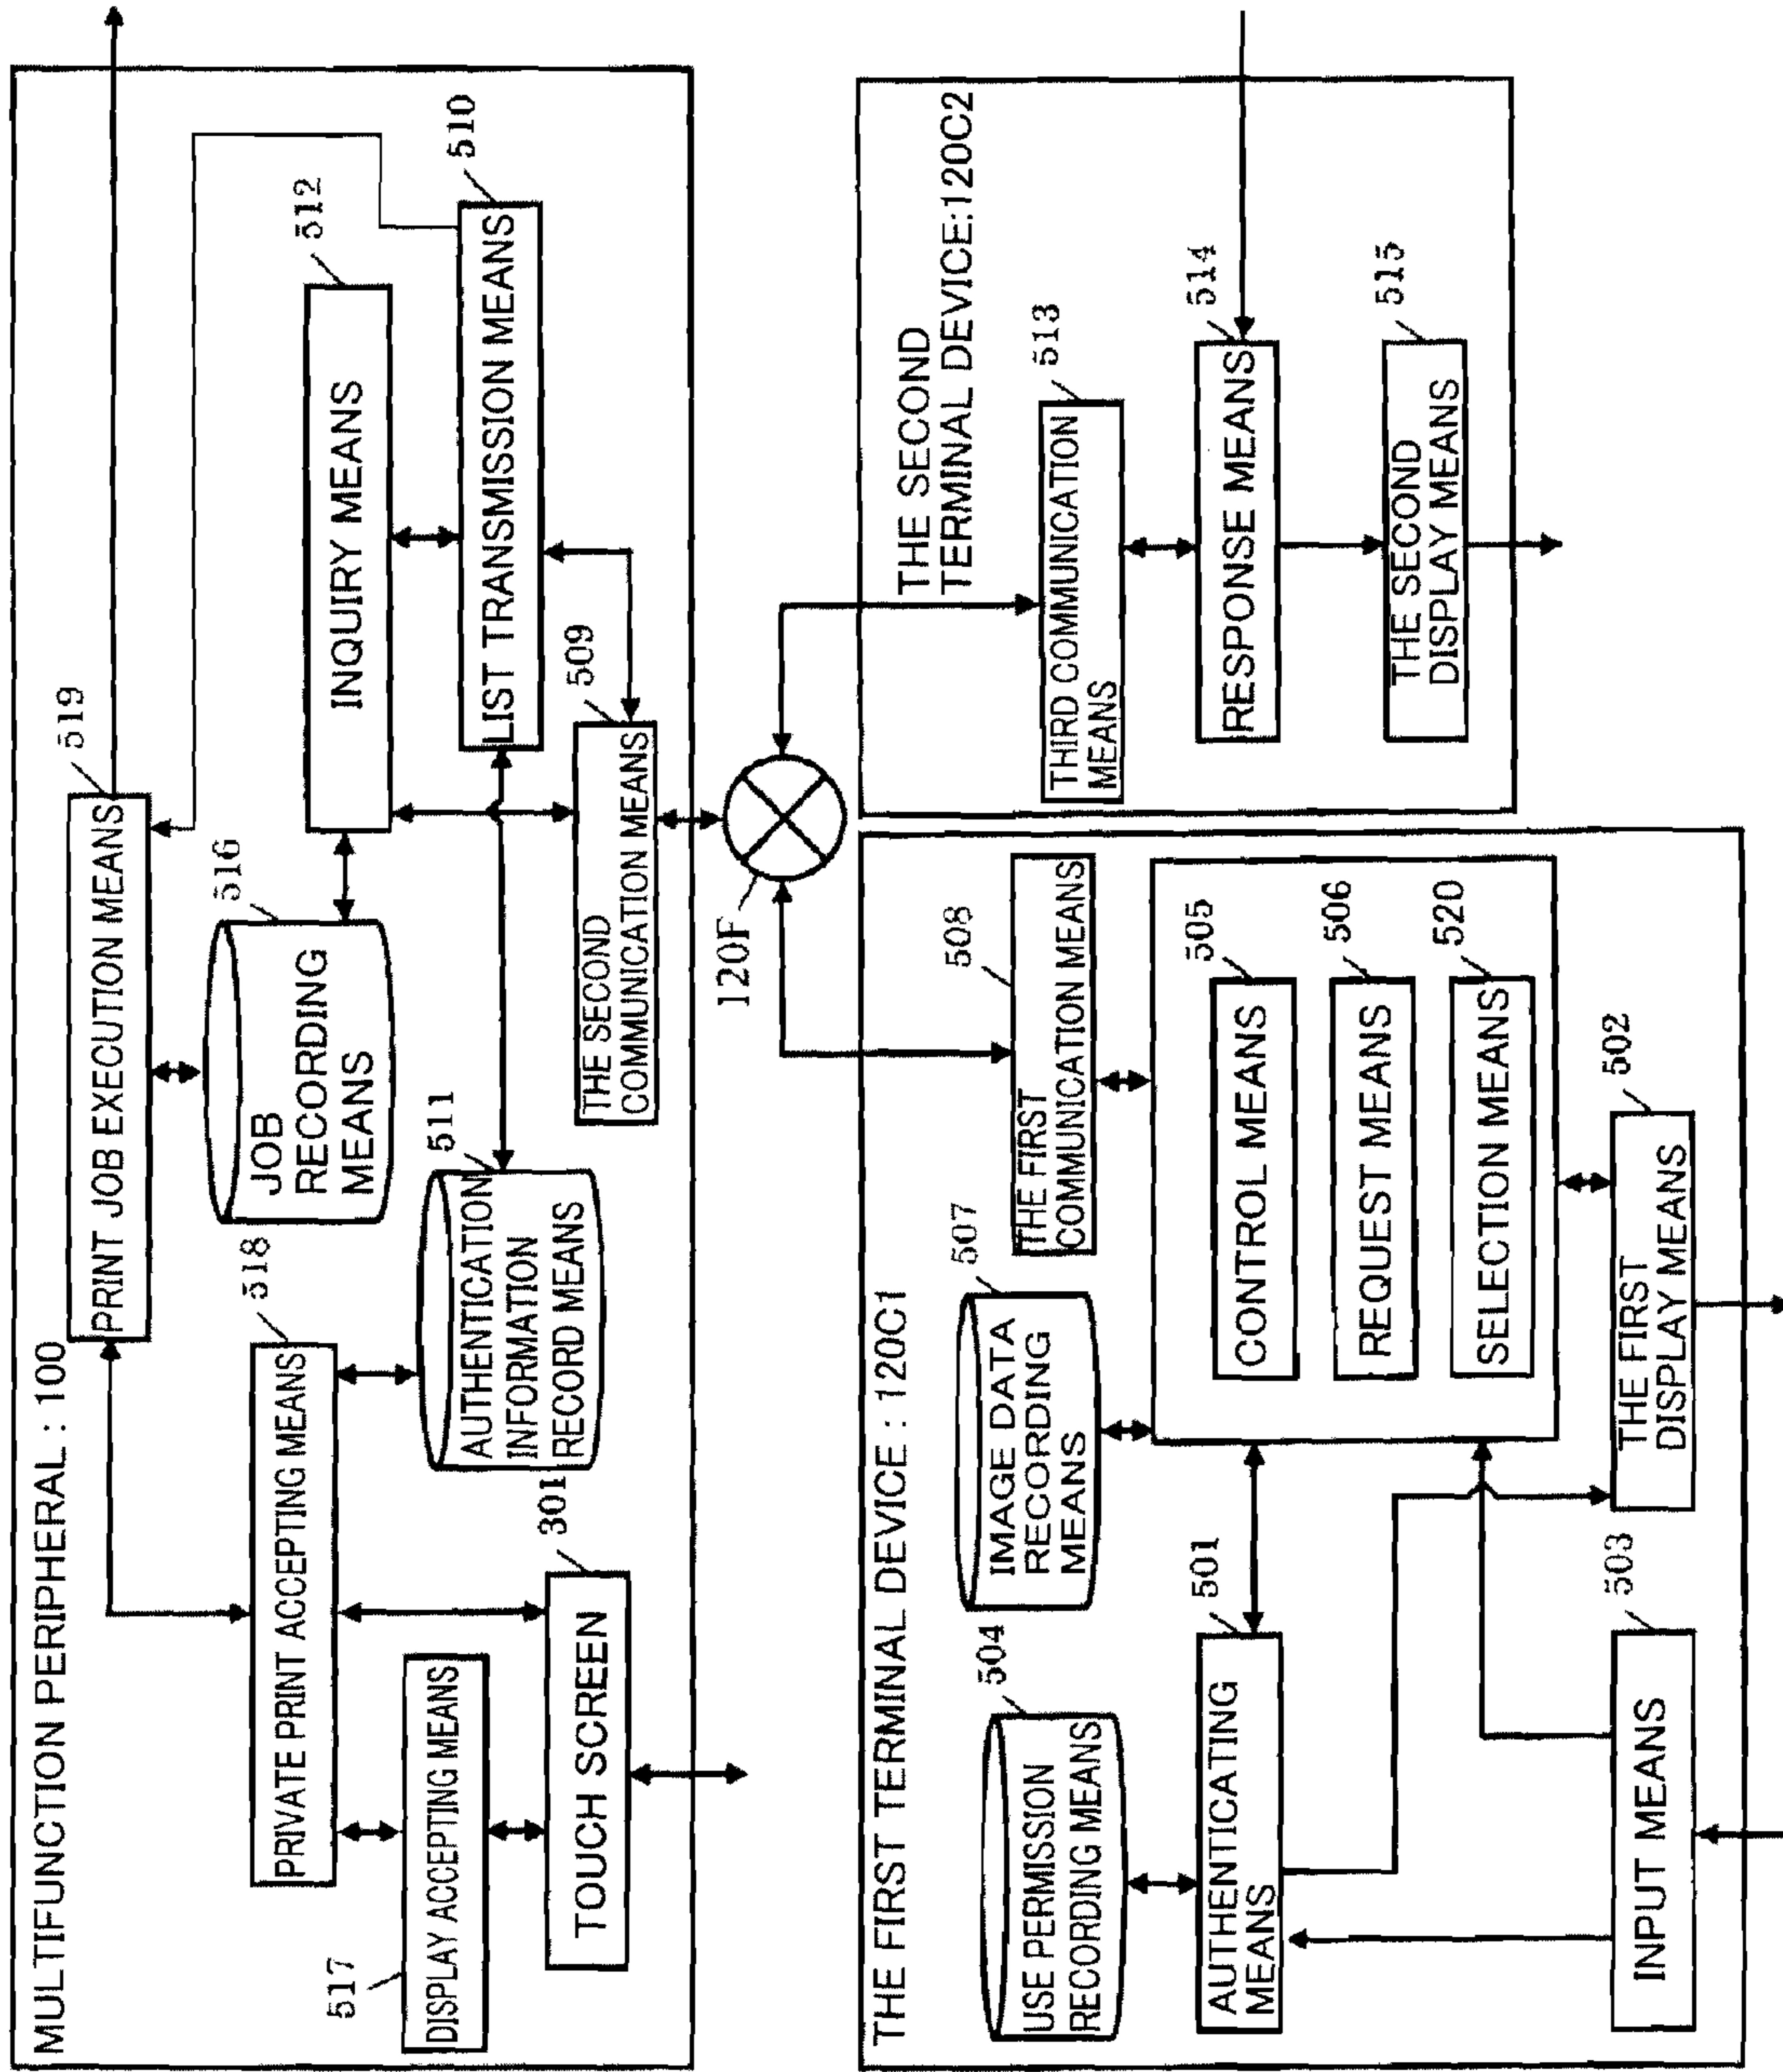 MULTIFUNCTION PERIPHERAL : 100
519
PRINT JOB EXECUTION MEANS
518
PRIVATE PRINT ACCEPTING MEANS
516
JOB
RECORDING
MEANS
512
INQUIRY MEANS
510
LIST TRANSMISSION MEANS
517
DISPLAY ACCEPTING MEANS
511
AUTHENTICATION
INFORMATION
RECORD MEANS
301
TOUCH SCREEN
509
THE SECOND
COMMUNICATION MEANS
120F
THE FIRST TERMINAL DEVICE : 120C1
504
USE PERMISSION
RECORDING MEANS
507
IMAGE DATA
RECORDING
MEANS
508
THE FIRST
COMMUNICATION MEANS
501
AUTHENTICATING
MEANS
505
CONTROL MEANS
506
REQUEST MEANS
520
SELECTION MEANS
503
INPUT MEANS
502
THE FIRST
DISPLAY MEANS
THE SECOND
TERMINAL DEVICE:120C2
513
THIRD COMMUNICATION
MEANS
514
RESPONSE MEANS
515
THE SECOND
DISPLAY MEANS